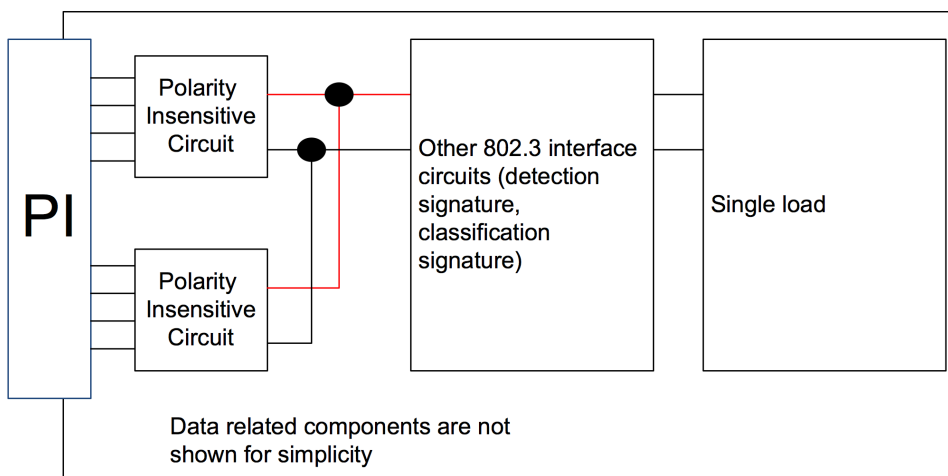 PI
Polarity
Insensitive
Circuit
Polarity
Insensitive
Circuit
Other 802.3 interface
circuits (detection
signature,
classification
signature)
Single load
Data related components are not
shown for simplicity